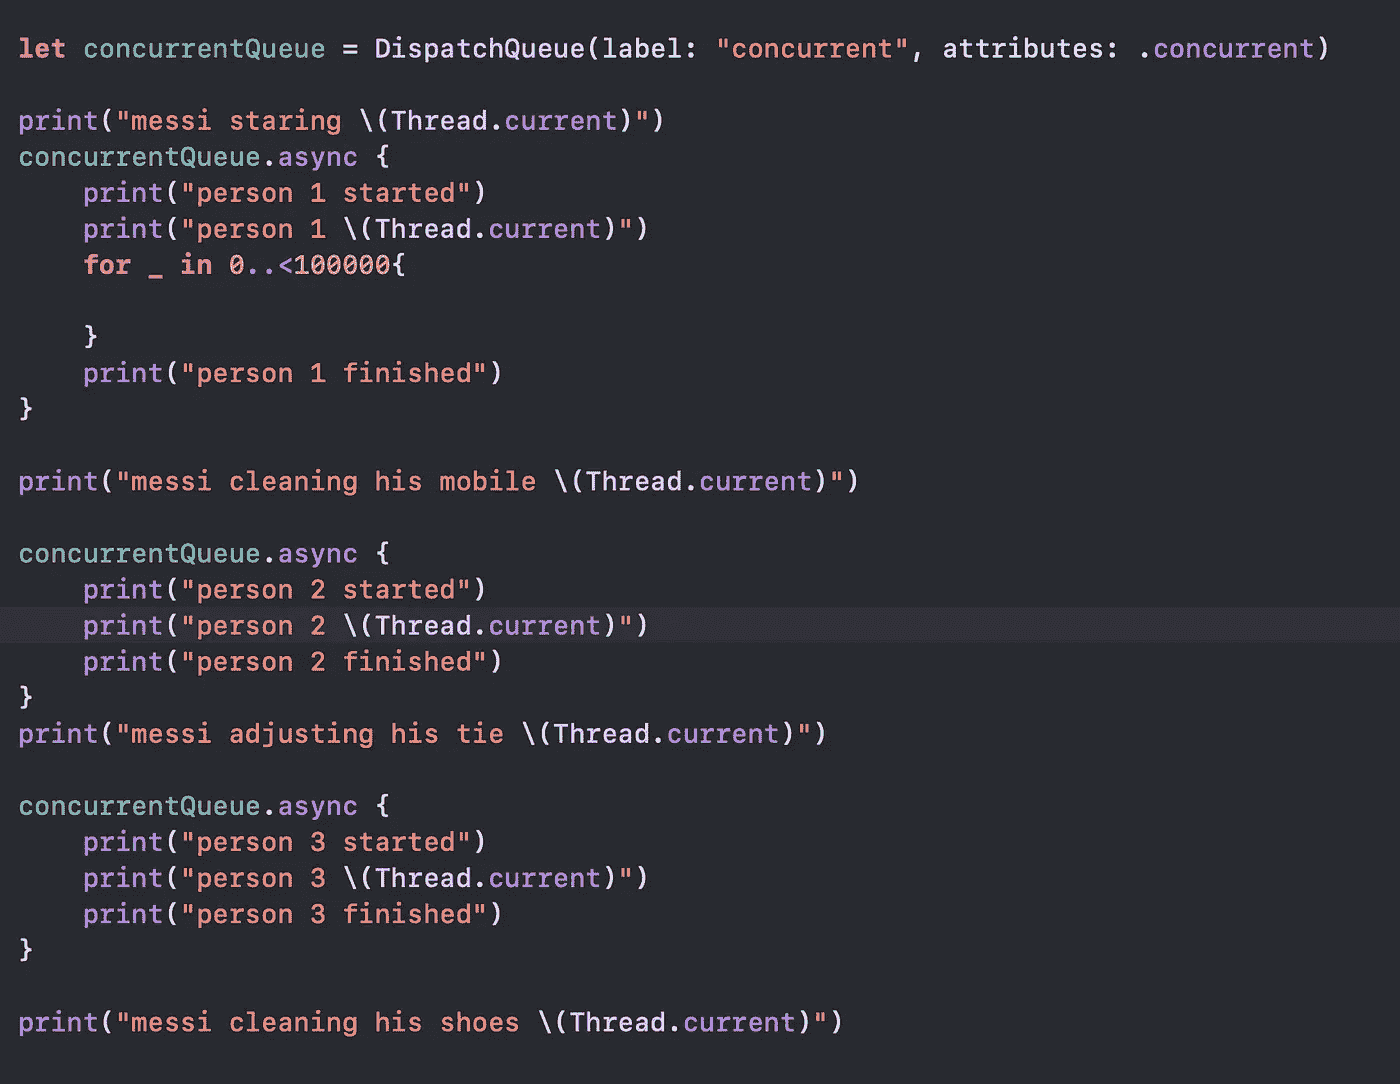 let concurrentQueue = DispatchQueue(label: "concurrent", attributes: .concurrent)
print("messi staring \(Thread.current)")
concurrentQueue.async {
print("person 1 started")
print("person 1 \(Thread.current)")
for _ in 0..<100000{
}
print("person 1 finished")
}
print("messi cleaning his mobile \(Thread.current)")
concurrentQueue.async {
print("person 2 started")
print("person 2 \(Thread.current)")
print("person 2 finished")
}
print("messi adjusting his tie \(Thread.current)")
concurrentQueue.async {
print("person 3 started")
print("person 3 \(Thread.current)")
print("person 3 finished")
}
print("messi cleaning his shoes \(Thread.current)")